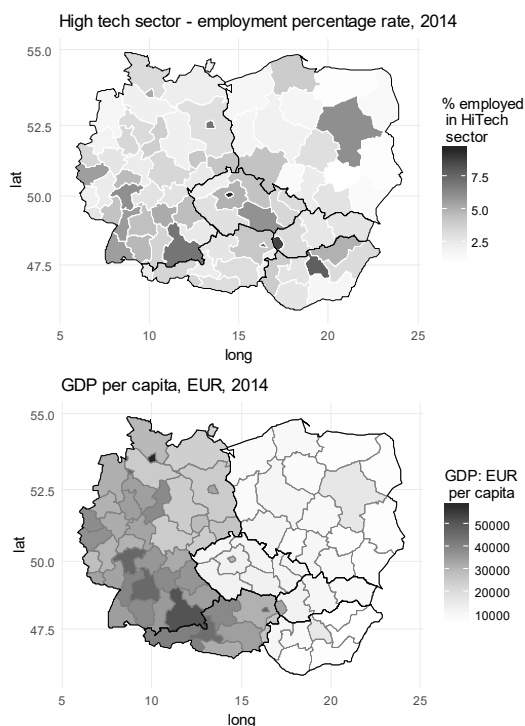 High tech sector - employment percentage rate, 2014
55.0
52.5
50.0
47.5
lat
5 10 15 20 25
long
% employed
in HiTech
sector
7.5
5.0
2.5
GDP per capita, EUR, 2014
55.0
52.5
50.0
47.5
lat
5 10 15 20 25
long
GDP: EUR
per capita
50000
40000
30000
20000
10000